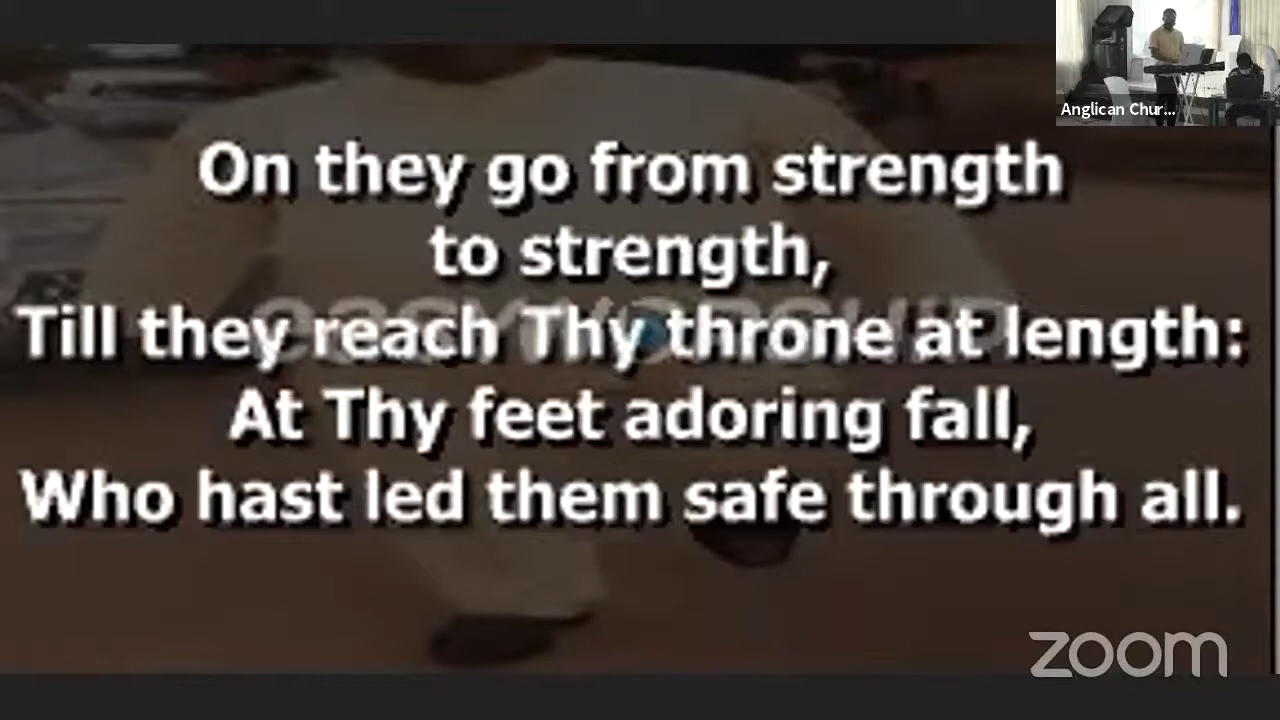 Anglican Chur...
On they go from strength
to strength,
Till they reach Thy throne at length:
At Thy feet adoring fall,
Who hast led them safe through all.
easyworship
zoom